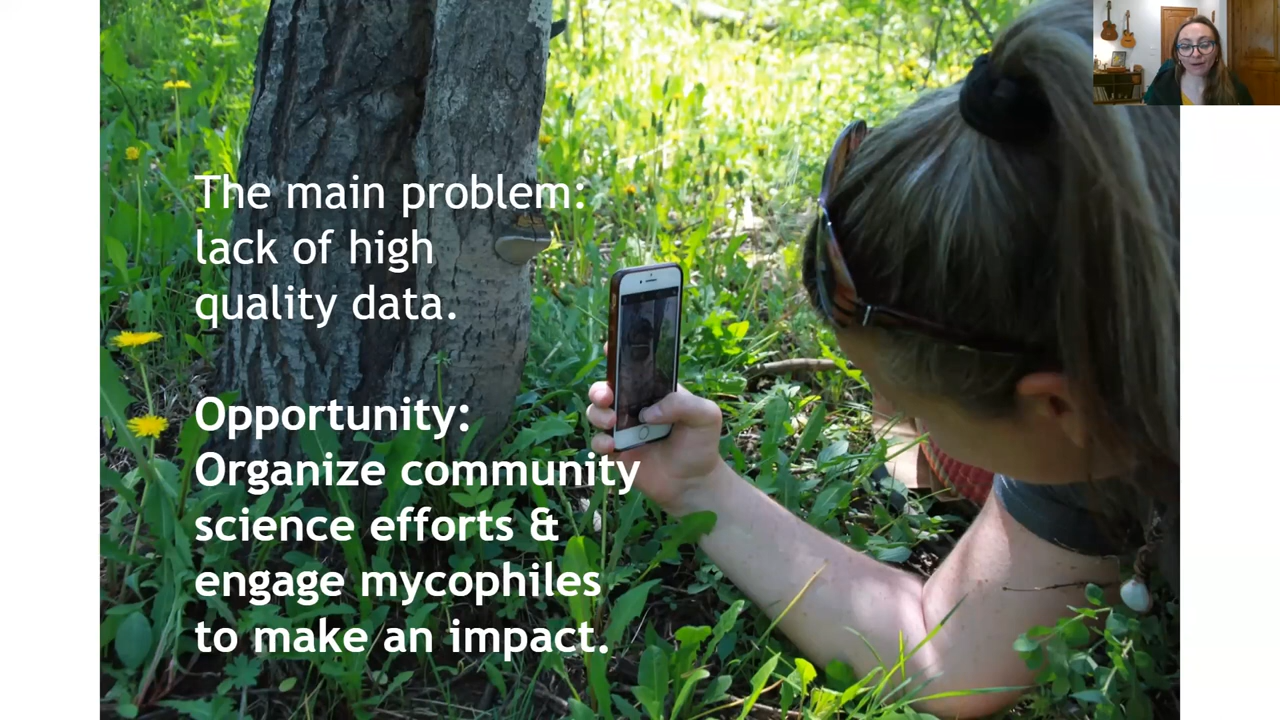 The main problem:
lack of high
quality data.
Opportunity:
Organize community
science efforts &
engage mycophiles
to make an impact.